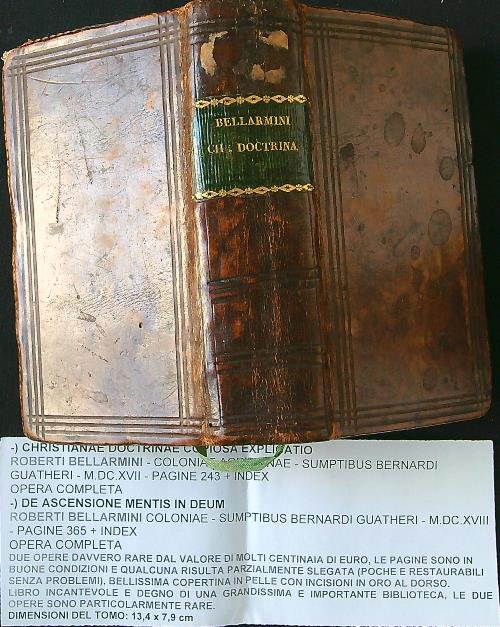 BELLARMINI
CH: DOCTRINA
-) CHRISTIANAE DOCTRINAE COPIOSA EXPLICATIO
ROBERTI BELLARMINI - COLONIAE AGRIPPINAE - SUMPTIBUS BERNARDI
GUATHERI - M.DC.XVII - PAGINE 243 + INDEX
OPERA COMPLETA
-) DE ASCENSIONE MENTIS IN DEUM
ROBERTI BELLARMINI COLONIAE - SUMPTIBUS BERNARDI GUATHERI - M.DC.XVIII
- PAGINE 365 + INDEX
OPERA COMPLETA
DUE OPERE DAVVERO RARE DAL VALORE DI MOLTI CENTINAIA DI EURO, LE PAGINE SONO IN
BUONE CONDIZIONI E QUALCUNA RISULTA PARZIALMENTE SLEGATA (POCHE E RESTAURABILI
SENZA PROBLEMI), BELLISSIMA COPERTINA IN PELLE CON INCISIONI IN ORO AL DORSO.
LIBRO INCANTEVOLE E DEGNO DI UNA GRANDISSIMA E IMPORTANTE BIBLIOTECA, LE DUE
OPERE SONO PARTICOLARMENTE RARE.
DIMENSIONI DEL TOMO: 13,4 x 7,9 cm